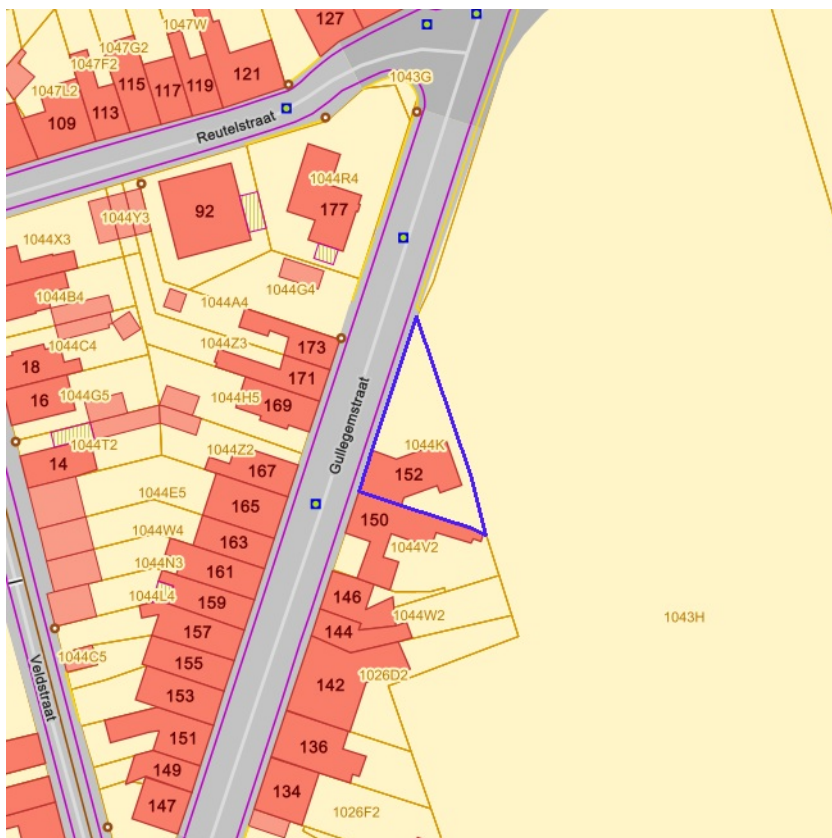 127
1047W
1047G2
1047F2
1047L2
115
117
119
121
113
109
1043G
Reutelstraat
1044R4
177
92
1044Y3
1044X3
1044B4
1044A4
1044G4
1044C4
1044Z3
173
171
169
18
16
1044G5
1044H5
Gullegemstraat
1044T2
14
1044Z2
167
1044K
152
1044E5
165
150
1044W4
163
1044V2
1044N3
161
1044L4
159
146
1044W2
144
157
1043H
1044C5
155
Veldstraat
153
142
1026D2
151
136
149
147
134
1026F2